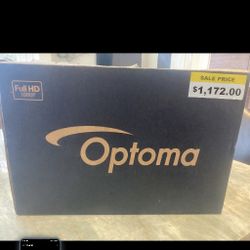 Full HD
1080P
SALE PRICE
$1,172.00
Optoma